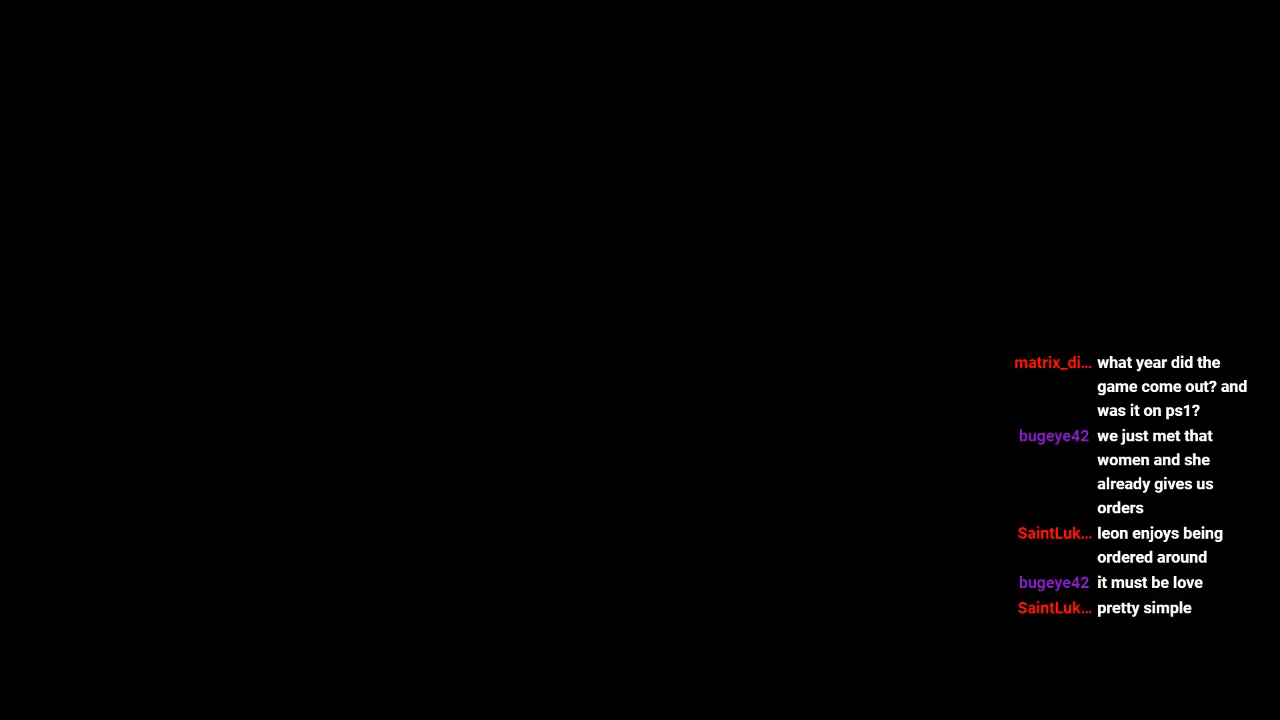 matrix_di... what year did the
game come out? and
was it on ps1?
bugeye42 we just met that
women and she
already gives us
orders
SaintLuk... leon enjoys being
ordered around
bugeye42 it must be love
SaintLuk... pretty simple